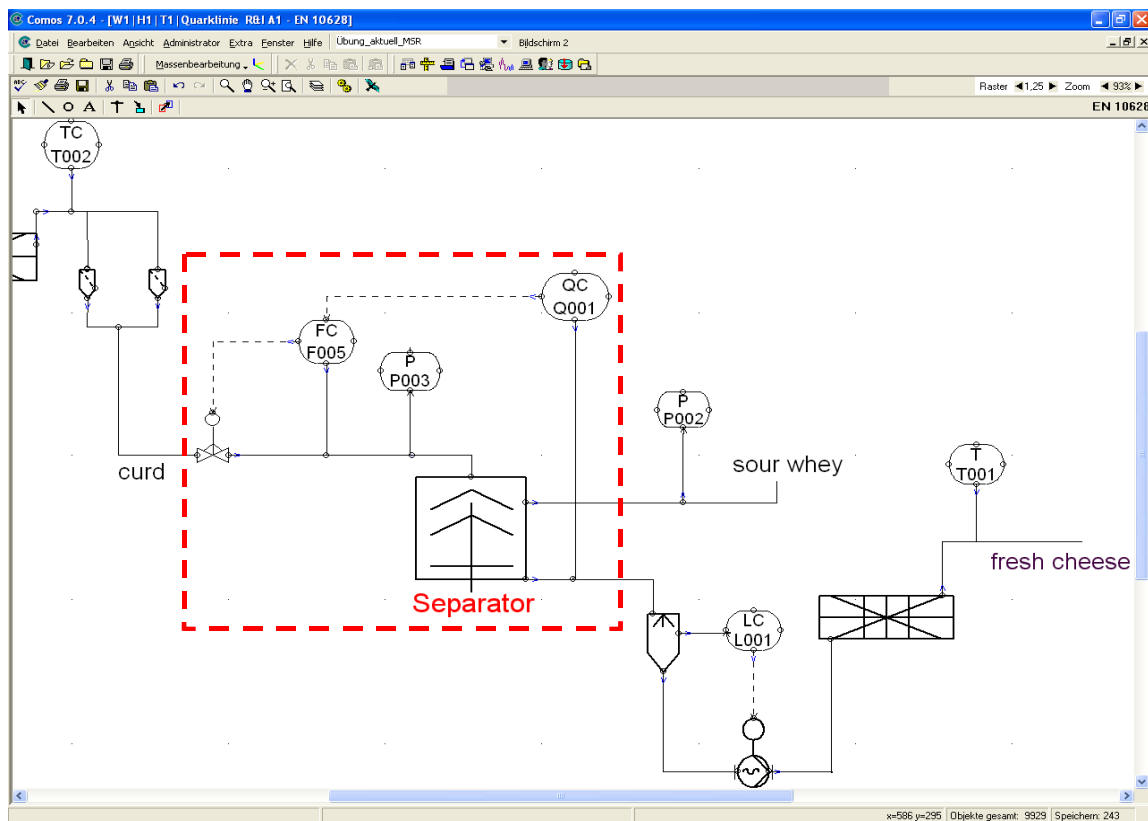 Comos 7.0.4 - [W1|H1|T1|Quarklinie R&I A1 - EN 10628]
Datei Bearbeiten Ansicht Administrator Extra Fenster Hilfe Übung_aktuell_MSR Bildschirm 2
Massenbearbeitung
Raster 1,25 Zoom 93%
EN 10628
TC
T002
QC
Q001
FC
F005
P
P003
P
P002
curd
sour whey
T
T001
fresh cheese
Separator
LC
L001
x=586 y=295 Objekte gesamt: 9929 Speichern: 243